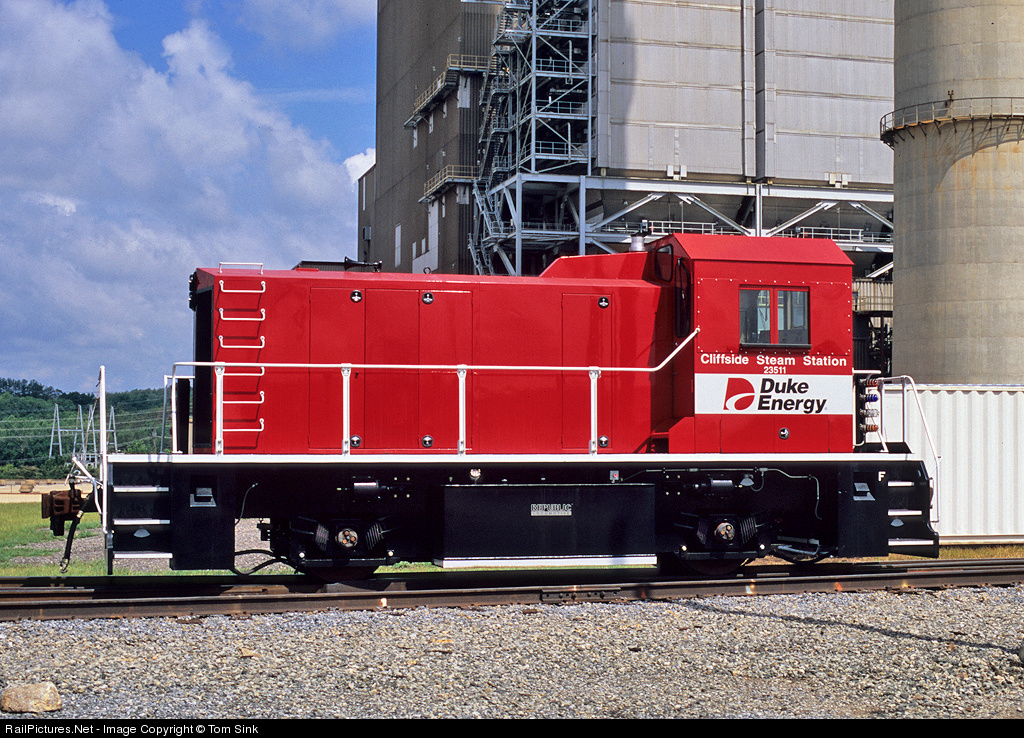 Cliffside Steam Station
23511
Duke
Energy
REPUBLIC
F
RailPictures.Net - Image Copyright © Tom Sink